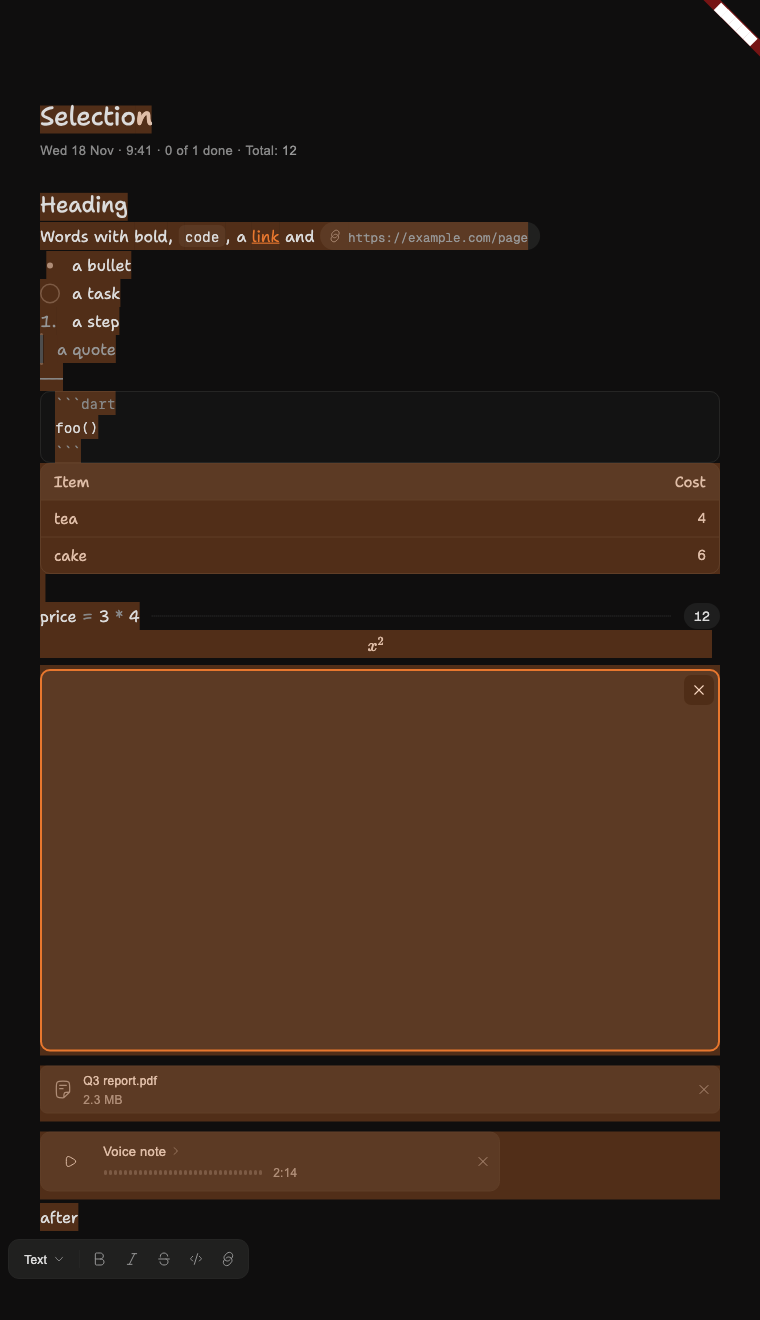 Selection
Wed 18 Nov · 9:41 · 0 of 1 done · Total: 12
Heading
Words with bold, code, a link and https://example.com/page
• a bullet
a task
1. a step
a quote
```dart
foo()
```
Item Cost
tea 4
cake 6
price = 3 * 4 12
x²
Q3 report.pdf
2.3 MB
Voice note
2:14
after
Text B I S </>